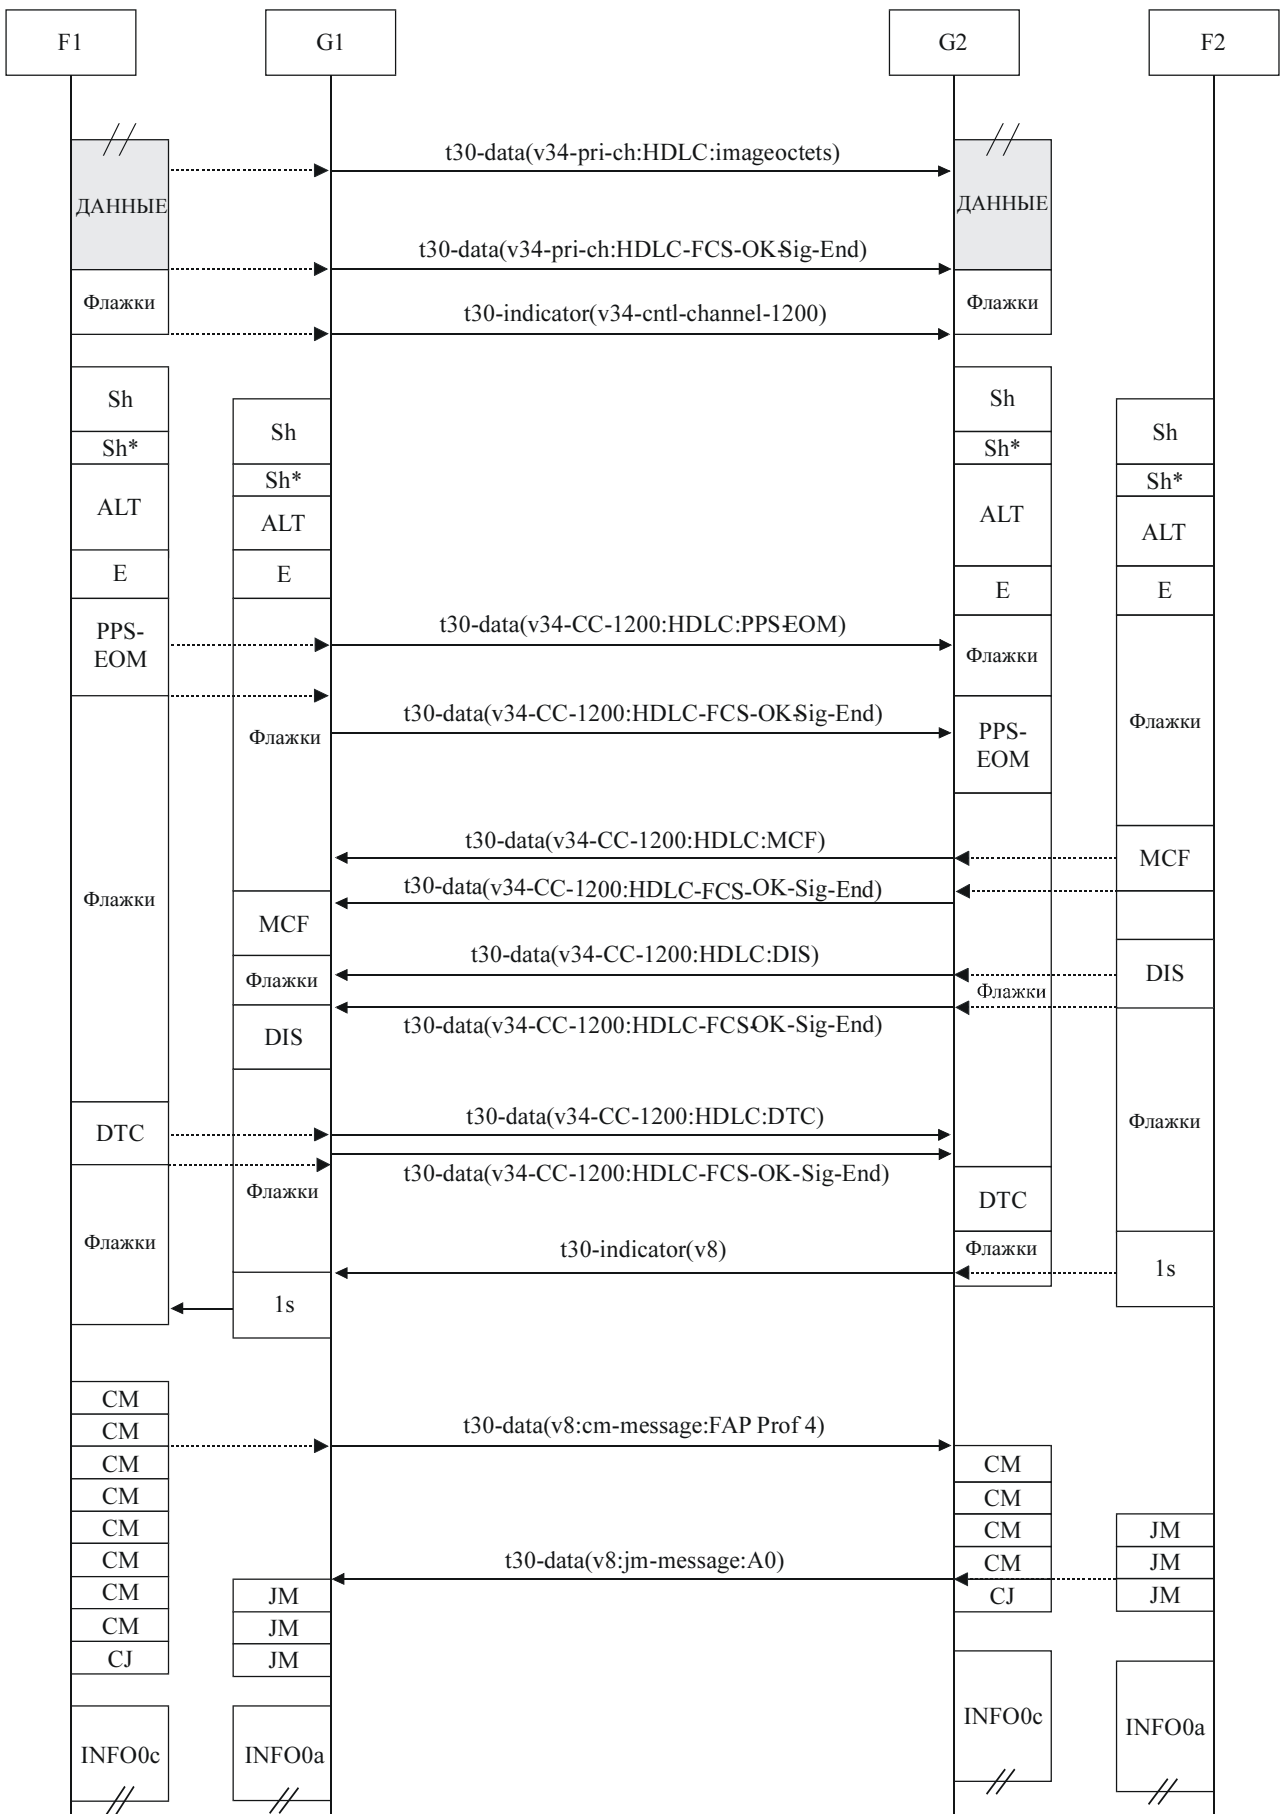 F1
G1
G2
F2
t30-data(v34-pri-ch:HDLC:imageoctets)
ДАННЫЕ
ДАННЫЕ
t30-data(v34-pri-ch:HDLC-FCS-OK-Sig-End)
Флажки
Флажки
t30-indicator(v34-cntl-channel-1200)
Sh
Sh
Sh
Sh
Sh*
Sh*
Sh*
Sh*
ALT
ALT
ALT
ALT
E
E
E
E
PPS-
EOM
t30-data(v34-CC-1200:HDLC:PPS-EOM)
Флажки
t30-data(v34-CC-1200:HDLC-FCS-OK-Sig-End)
Флажки
PPS-
EOM
Флажки
t30-data(v34-CC-1200:HDLC:MCF)
MCF
t30-data(v34-CC-1200:HDLC-FCS-OK-Sig-End)
Флажки
MCF
t30-data(v34-CC-1200:HDLC:DIS)
Флажки
Флажки
DIS
t30-data(v34-CC-1200:HDLC-FCS-OK-Sig-End)
DIS
t30-data(v34-CC-1200:HDLC:DTC)
DTC
Флажки
t30-data(v34-CC-1200:HDLC-FCS-OK-Sig-End)
Флажки
DTC
Флажки
t30-indicator(v8)
Флажки
1s
1s
CM
CM
t30-data(v8:cm-message:FAP Prof 4)
CM
CM
CM
CM
CM
CM
CJ
CM
CM
CM
CM
CJ
JM
JM
JM
t30-data(v8:jm-message:A0)
JM
JM
JM
INFO0c
INFO0a
INFO0c
INFO0a